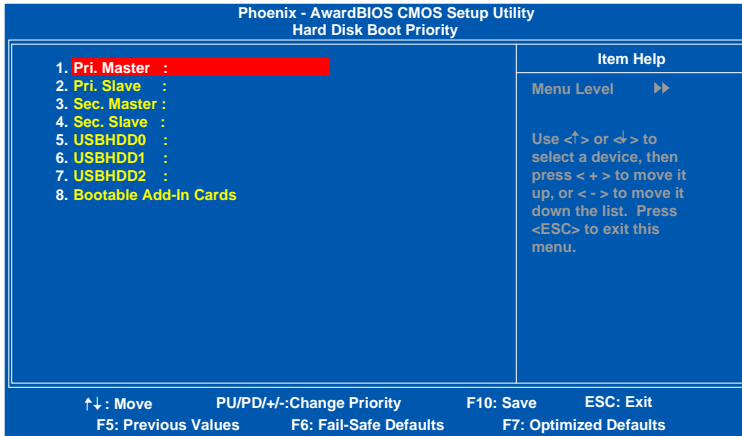 Phoenix - AwardBIOS CMOS Setup Utility
Hard Disk Boot Priority
1. Pri. Master :
2. Pri. Slave :
3. Sec. Master :
4. Sec. Slave :
5. USBHDD0 :
6. USBHDD1 :
7. USBHDD2 :
8. Bootable Add-In Cards
Item Help
Menu Level ▶▶
Use <↑> or <↓> to
select a device, then
press < + > to move it
up, or < - > to move it
down the list. Press
<ESC> to exit this
menu.
↑↓: Move PU/PD/+/-:Change Priority F10: Save ESC: Exit
F5: Previous Values F6: Fail-Safe Defaults F7: Optimized Defaults